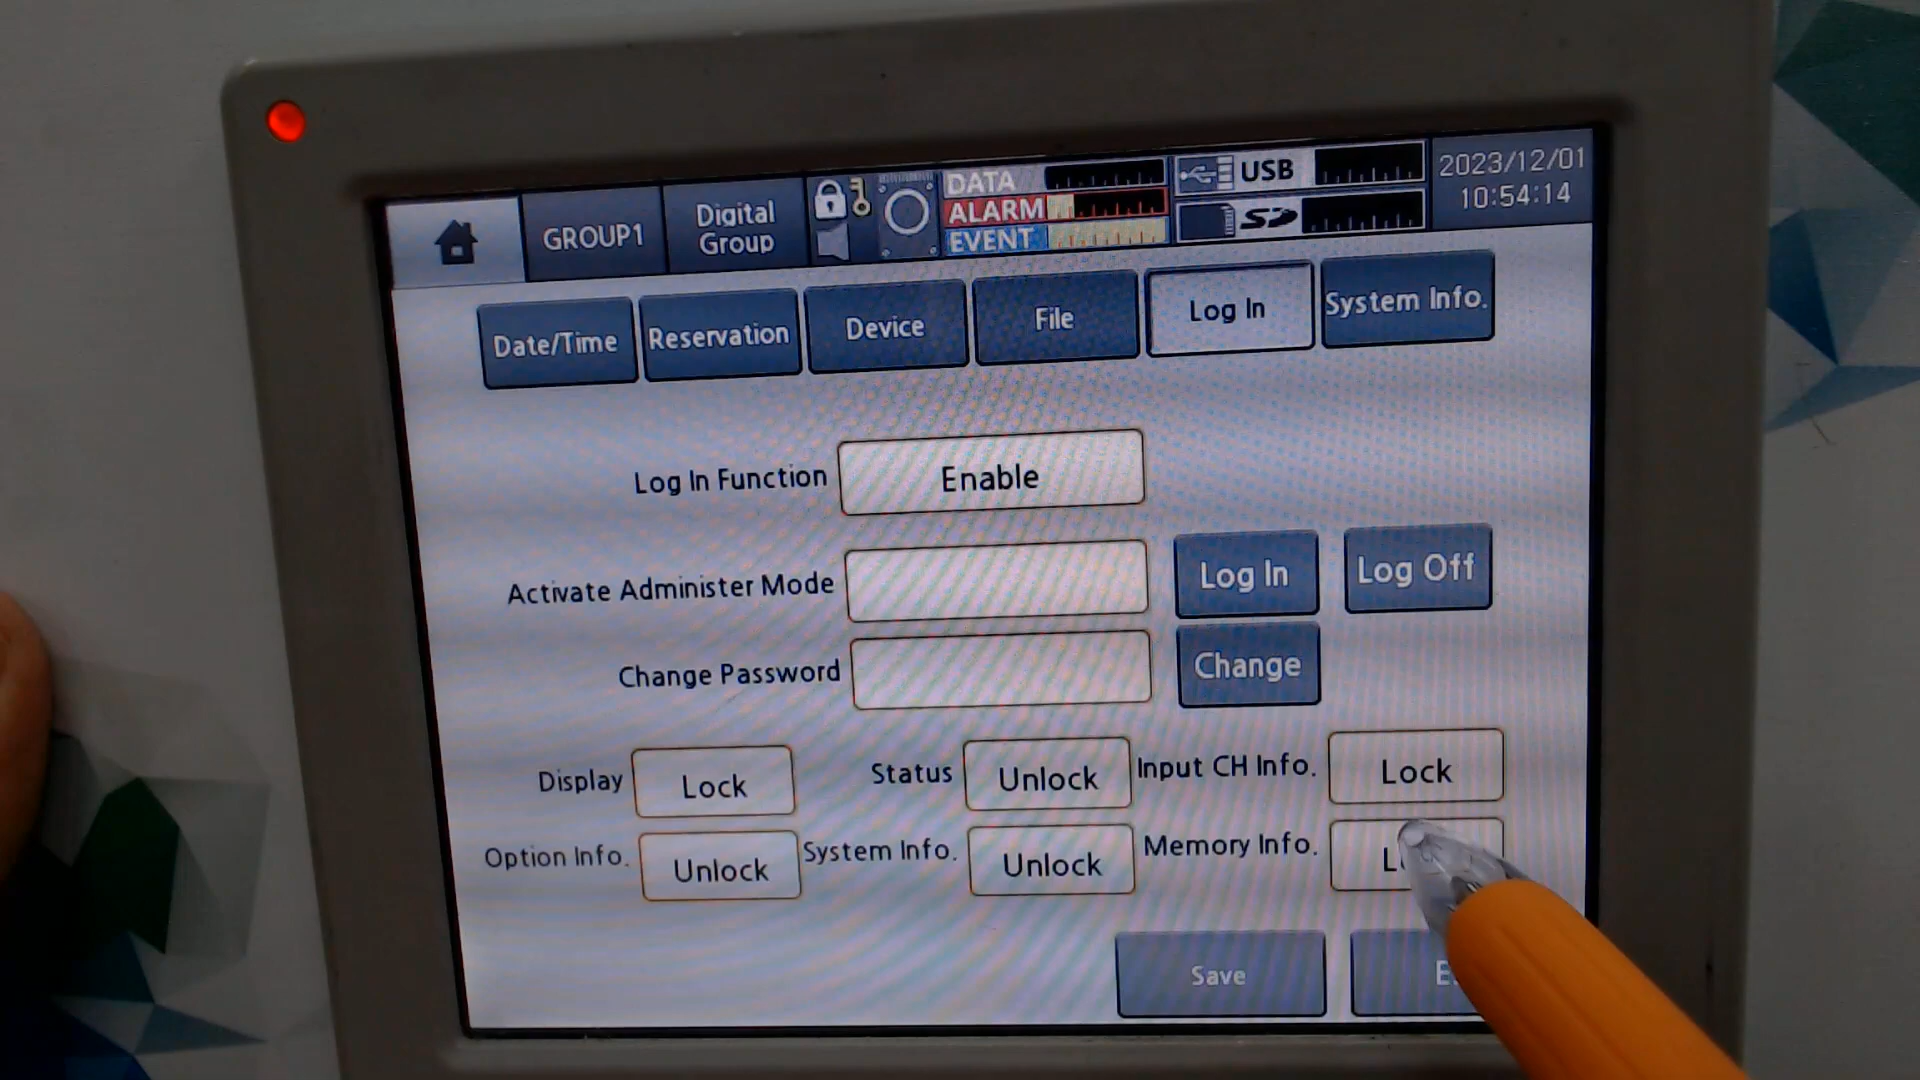 GROUP1
Digital
Group
DATA
ALARM
EVENT
USB
SD
2023/12/01
10:54:14
Date/Time
Reservation
Device
File
Log In
System Info.
Log In Function
Enable
Activate Administer Mode
Log In
Log Off
Change Password
Change
Display
Lock
Status
Unlock
Input CH Info.
Lock
Option Info.
Unlock
System Info.
Unlock
Memory Info.
Save